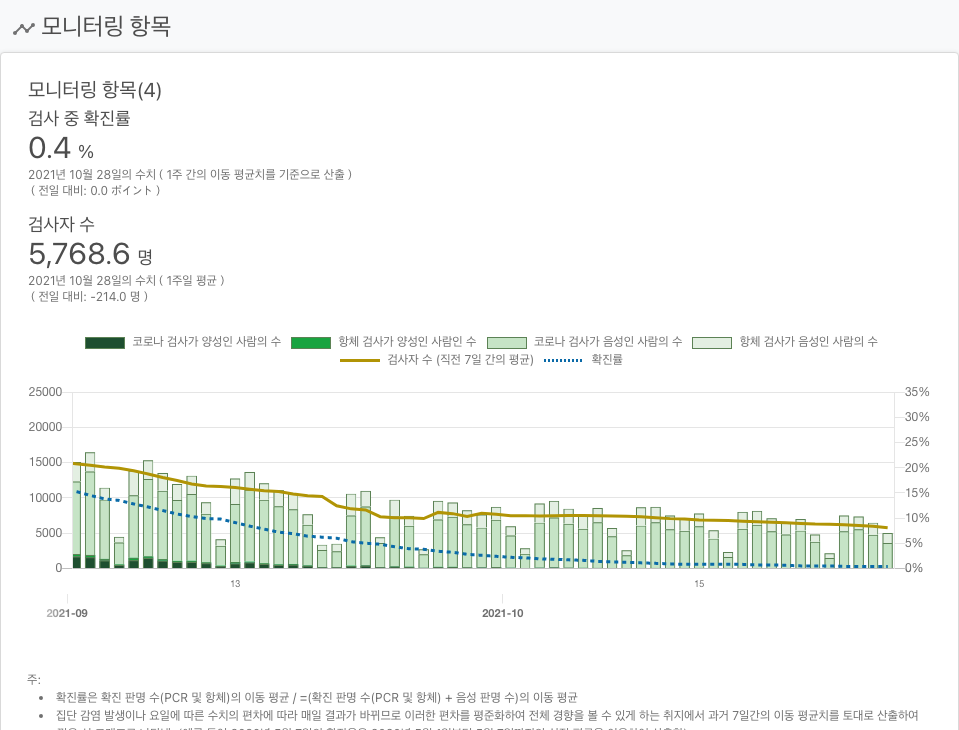 모니터링 항목
모니터링 항목(4)
검사 중 확진률
0.4 %
2021년 10월 28일의 수치 ( 1주 간의 이동 평균치를 기준으로 산출 )
( 전일 대비: 0.0 ポイント )
검사자 수
5,768.6 명
2021년 10월 28일의 수치 ( 1주일 평균 )
( 전일 대비: -214.0 명 )
코로나 검사가 양성인 사람의 수 항체 검사가 양성인 사람인 수 코로나 검사가 음성인 사람의 수 항체 검사가 음성인 사람의 수
검사자 수 (직전 7일 간의 평균) 확진률
25000 35%
20000 30%
25%
15000 20%
10000 15%
10%
5000 5%
0 0%
13 15
2021-09 2021-10
주:
• 확진률은 확진 판명 수(PCR 및 항체)의 이동 평균 / =(확진 판명 수(PCR 및 항체) + 음성 판명 수)의 이동 평균
• 집단 감염 발생이나 요일에 따른 수치의 편차에 따라 매일 결과가 바뀌므로 이러한 편차를 평준화하여 전체 경향을 볼 수 있게 하는 취지에서 과거 7일간의 이동 평균치를 토대로 산출하여